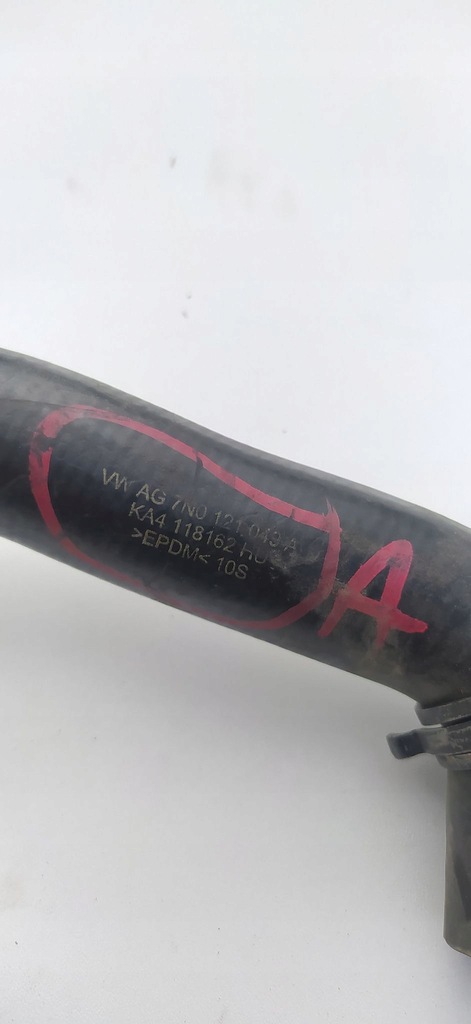 VW AG 7N0 121 049 A
KA4 118162
>EPDM< 10S
A